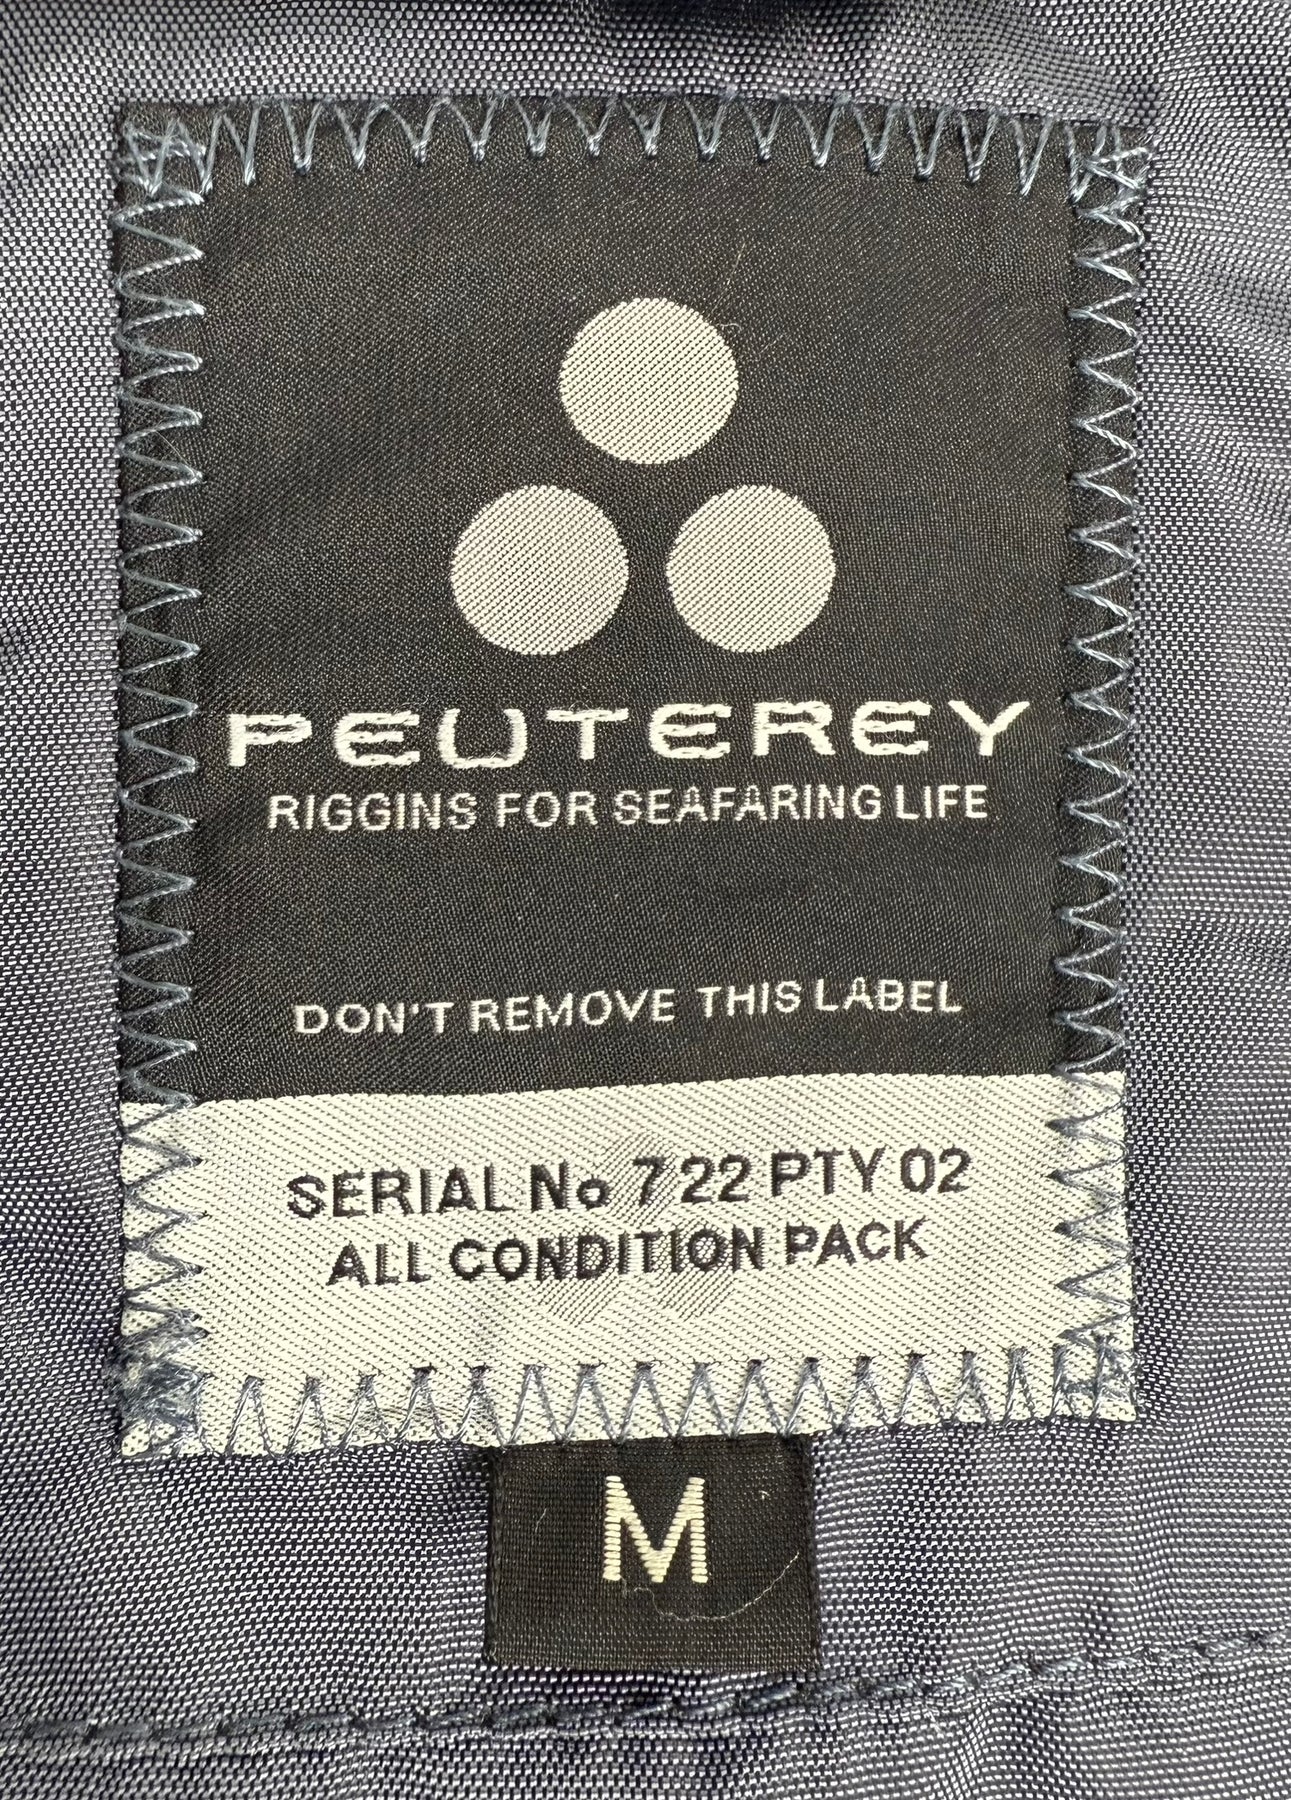 PEUTEREY
RIGGINS FOR SEAFARING LIFE
DON'T REMOVE THIS LABEL
SERIAL No 7 22 PTY 02
ALL CONDITION PACK
M